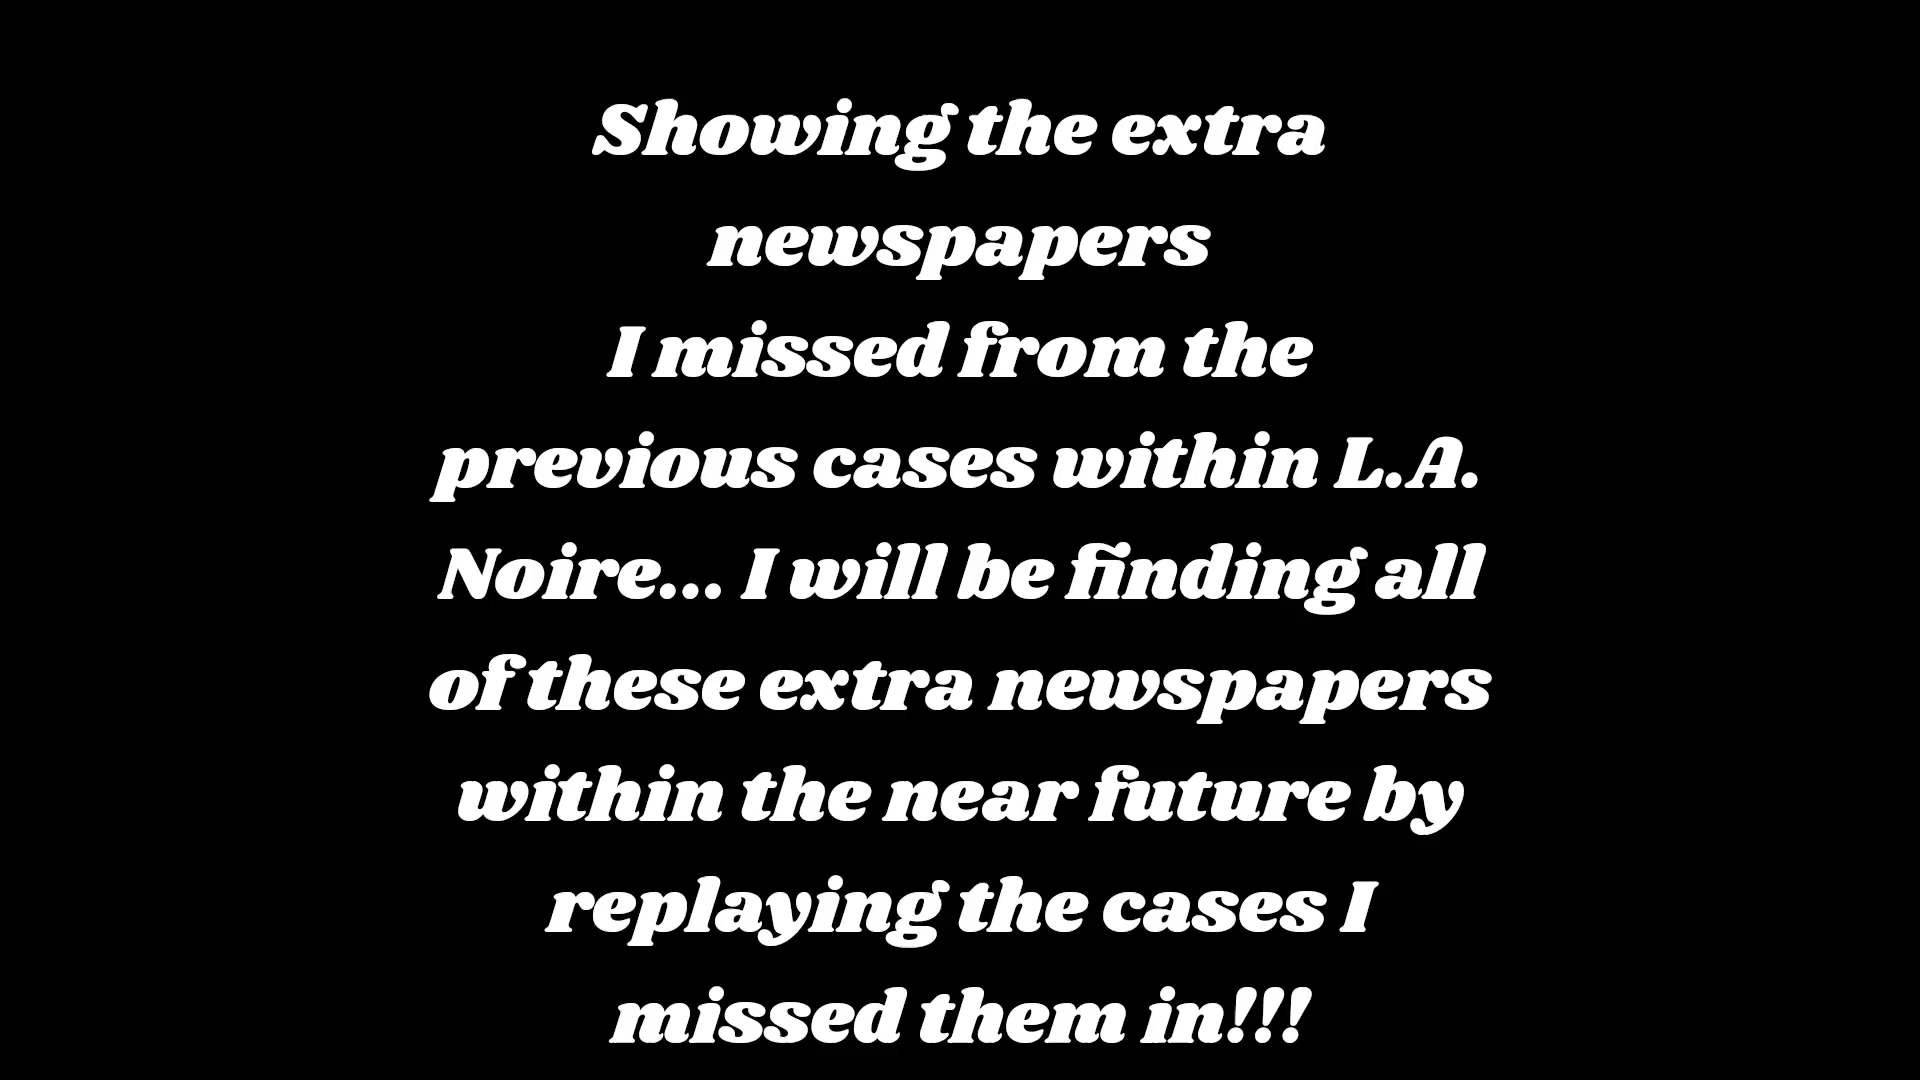 Showing the extra
newspapers
I missed from the
previous cases within L.A.
Noire... I will be finding all
of these extra newspapers
within the near future by
replaying the cases I
missed them in!!!